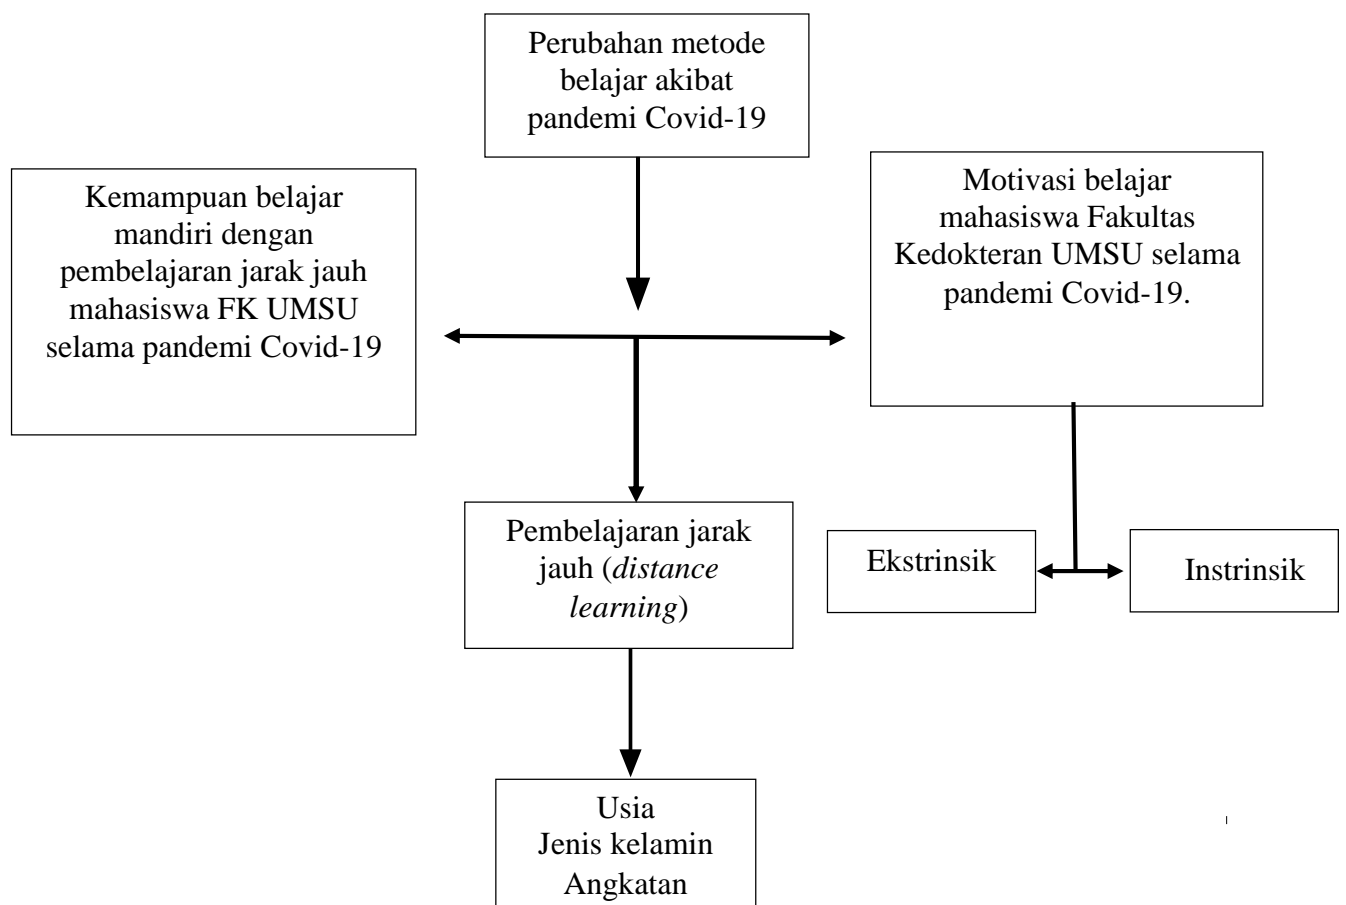 Perubahan metode
belajar akibat
pandemi Covid-19
Kemampuan belajar
mandiri dengan
pembelajaran jarak jauh
mahasiswa FK UMSU
selama pandemi Covid-19
Motivasi belajar
mahasiswa Fakultas
Kedokteran UMSU selama
pandemi Covid-19.
Pembelajaran jarak
jauh (distance
learning)
Ekstrinsik
Instrinsik
Usia
Jenis kelamin
Angkatan